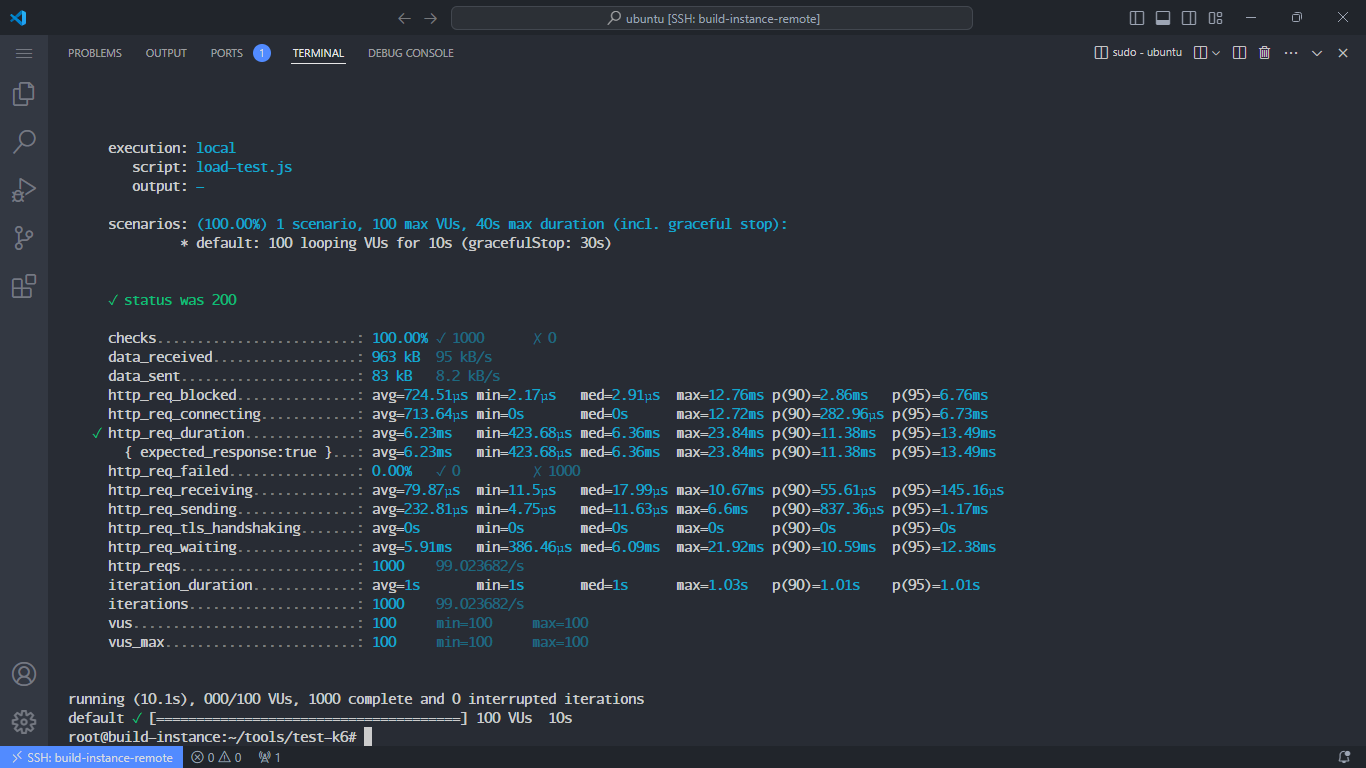 ubuntu [SSH: build-instance-remote]
PROBLEMS OUTPUT PORTS 1 TERMINAL DEBUG CONSOLE sudo - ubuntu
execution: local
script: load-test.js
output: -
scenarios: (100.00%) 1 scenario, 100 max VUs, 40s max duration (incl. graceful stop):
* default: 100 looping VUs for 10s (gracefulStop: 30s)
✓ status was 200
checks.........................: 100.00% ✓ 1000 ✗ 0
data_received..................: 963 kB 95 kB/s
data_sent......................: 83 kB 8.2 kB/s
http_req_blocked...............: avg=724.51µs min=2.17µs med=2.91µs max=12.76ms p(90)=2.86ms p(95)=6.76ms
http_req_connecting............: avg=713.64µs min=0s med=0s max=12.72ms p(90)=282.96µs p(95)=6.73ms
✓ http_req_duration..............: avg=6.23ms min=423.68µs med=6.36ms max=23.84ms p(90)=11.38ms p(95)=13.49ms
{ expected_response:true }...: avg=6.23ms min=423.68µs med=6.36ms max=23.84ms p(90)=11.38ms p(95)=13.49ms
http_req_failed................: 0.00% ✓ 0 ✗ 1000
http_req_receiving.............: avg=79.87µs min=11.5µs med=17.99µs max=10.67ms p(90)=55.61µs p(95)=145.16µs
http_req_sending...............: avg=232.81µs min=4.75µs med=11.63µs max=6.6ms p(90)=837.36µs p(95)=1.17ms
http_req_tls_handshaking.......: avg=0s min=0s med=0s max=0s p(90)=0s p(95)=0s
http_req_waiting...............: avg=5.91ms min=386.46µs med=6.09ms max=21.92ms p(90)=10.59ms p(95)=12.38ms
http_reqs......................: 1000 99.023682/s
iteration_duration.............: avg=1s min=1s med=1s max=1.03s p(90)=1.01s p(95)=1.01s
iterations.....................: 1000 99.023682/s
vus............................: 100 min=100 max=100
vus_max........................: 100 min=100 max=100
running (10.1s), 000/100 VUs, 1000 complete and 0 interrupted iterations
default ✓ [======================================] 100 VUs 10s
root@build-instance:~/tools/test-k6#
SSH: build-instance-remote 0 0 1